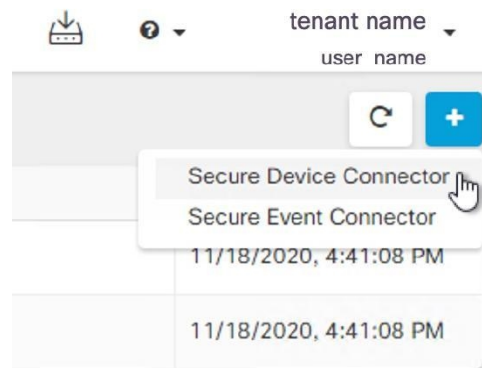 tenant name
user name
Secure Device Connector
Secure Event Connector
11/18/2020, 4:41:08 PM
11/18/2020, 4:41:08 PM